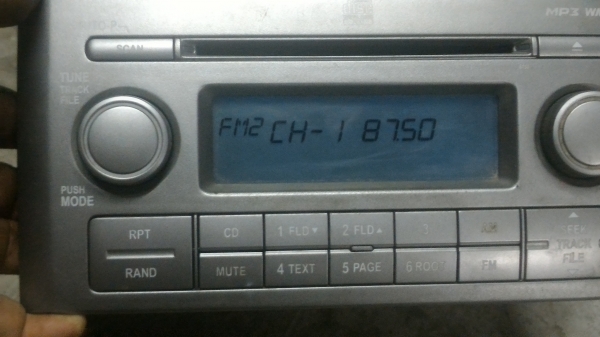 MP3
SCAN
TUNE
TRACK
FILE
FM2 CH-1 87.50
PUSH
MODE
RPT CD 1 FLD▼ 2 FLD▲ 3 AM SEEK
TRACK
FILE
RAND MUTE 4 TEXT 5 PAGE 6 ROOT FM